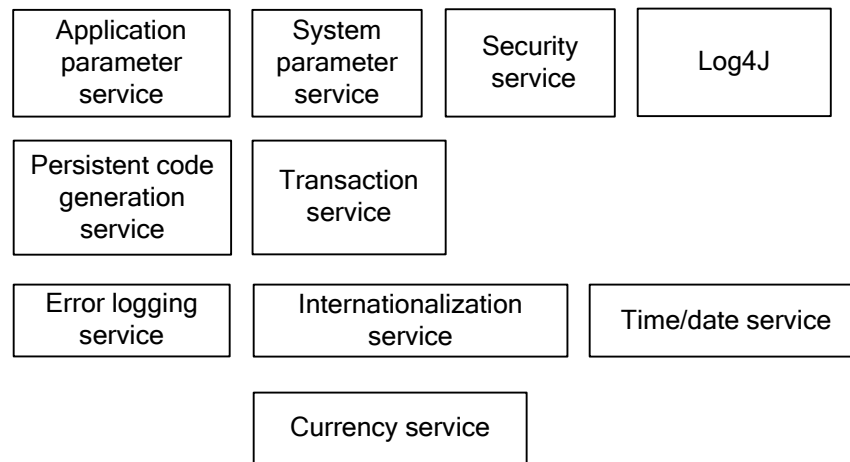 Application
parameter
service
System
parameter
service
Security
service
Log4J
Persistent code
generation
service
Transaction
service
Error logging
service
Internationalization
service
Time/date service
Currency service